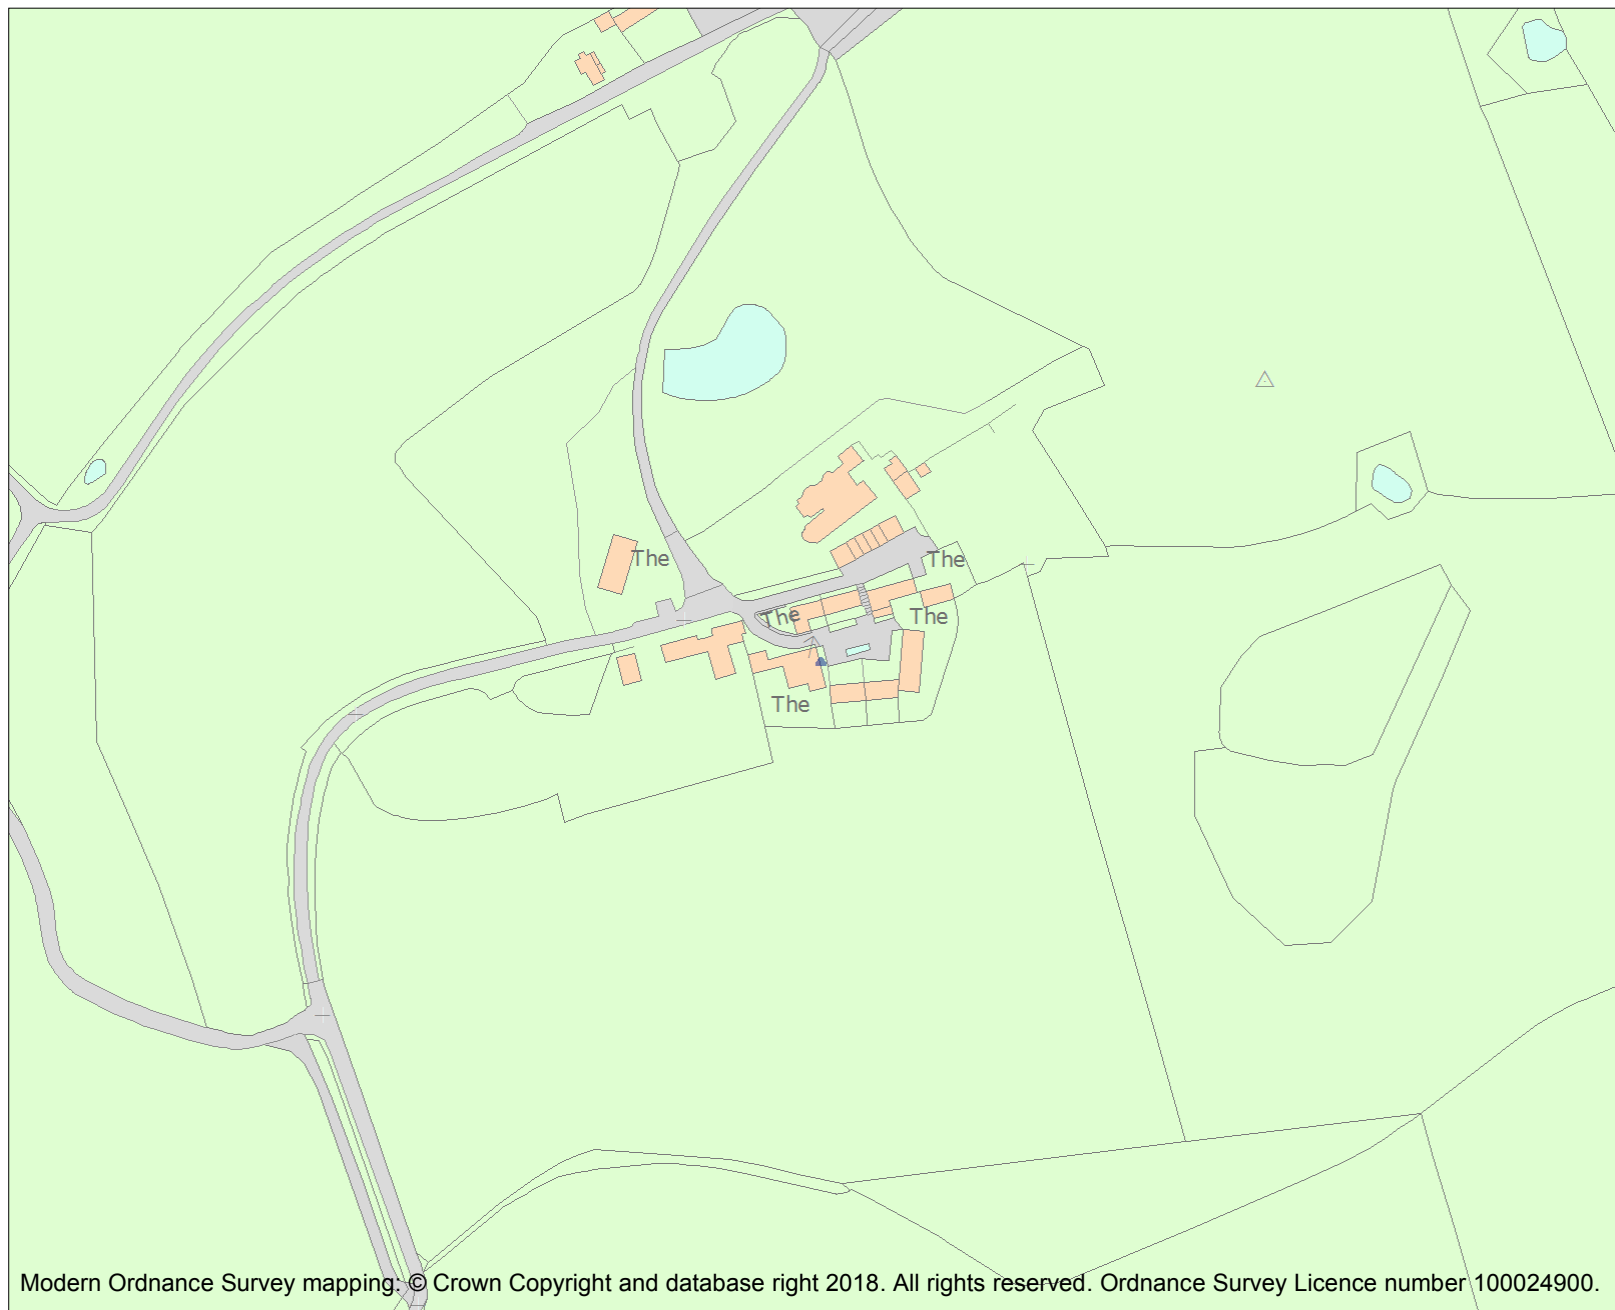 The
The
The
The
The
Modern Ordnance Survey mapping: © Crown Copyright and database right 2018. All rights reserved. Ordnance Survey Licence number 100024900.